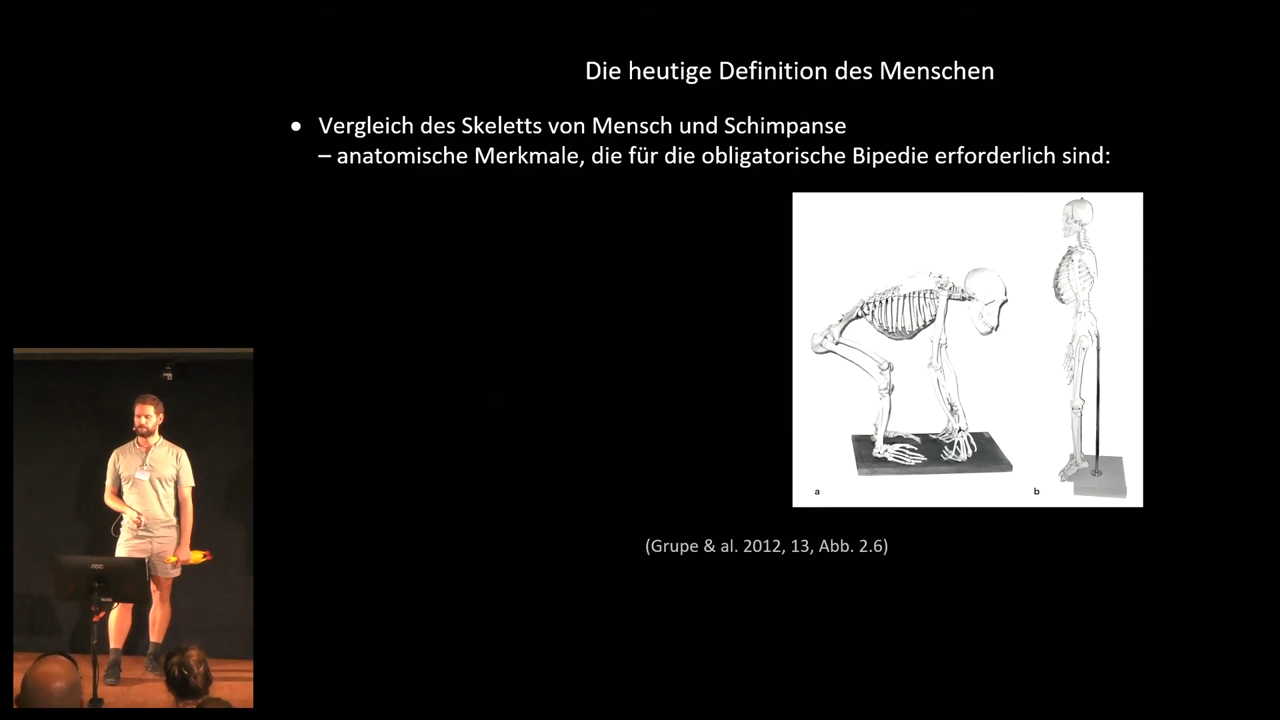 Die heutige Definition des Menschen
● Vergleich des Skeletts von Mensch und Schimpanse
– anatomische Merkmale, die für die obligatorische Bipedie erforderlich sind:
a
b
(Grupe & al. 2012, 13, Abb. 2.6)
AOC